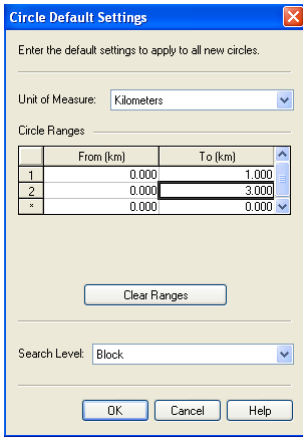 Circle Default Settings
Enter the default settings to apply to all new circles.
Unit of Measure: Kilometers
Circle Ranges
From (km) To (km)
1 0.000 1.000
2 0.000 3.000
* 0.000 0.000
Clear Ranges
Search Level: Block
OK Cancel Help